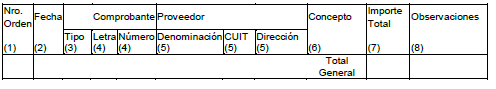 Nro. Orden Fecha Comprobante Proveedor Concepto Importe Total Observaciones
Tipo Letra Número Denominación CUIT Dirección
(1) (2) (3) (4) (4) (5) (5) (5) (6) (7) (8)
Total General